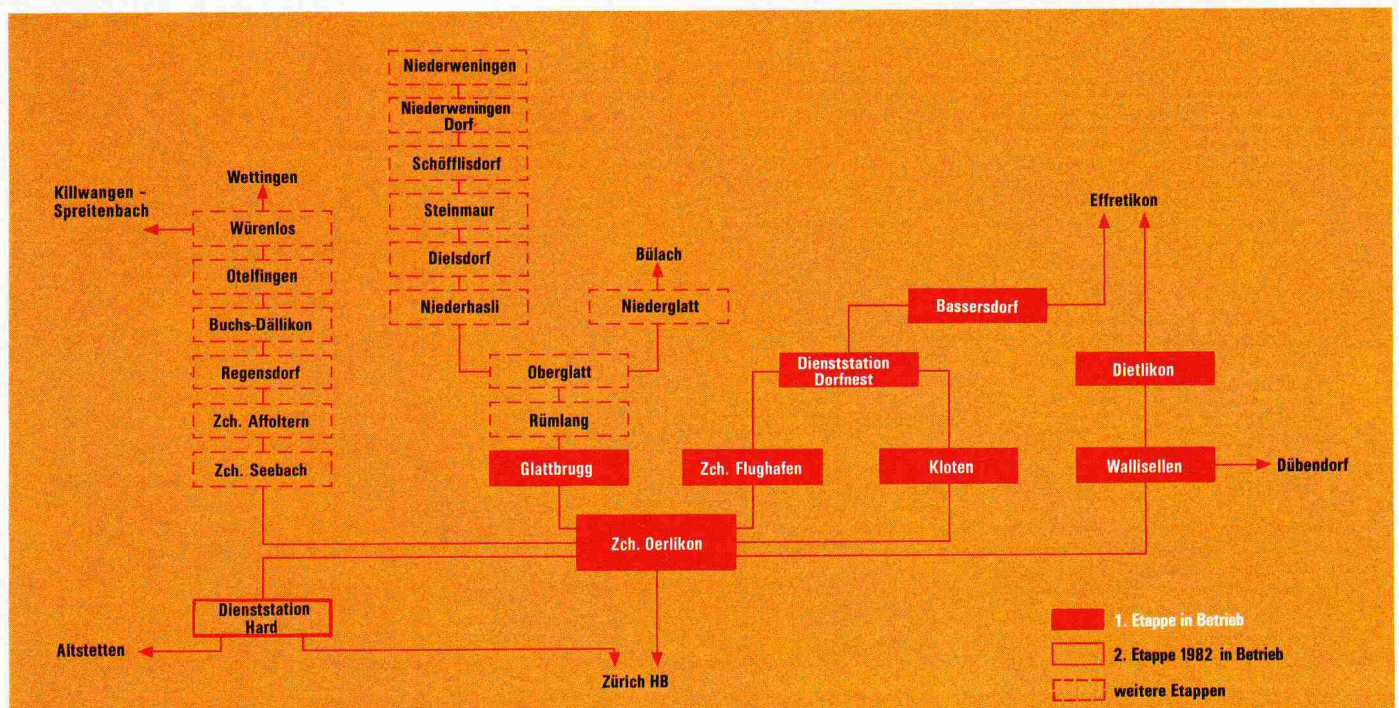 Niederweningen
Niederweningen
Dorf
Schöfflisdorf
Steinmaur
Dielsdorf
Niederhasli
Wettingen
Killwangen -
Spreitenbach
Würenlos
Otelfingen
Buchs-Dällikon
Regensdorf
Zch. Affoltern
Zch. Seebach
Bülach
Niederglatt
Oberglatt
Rümlang
Glattbrugg
Effretikon
Bassersdorf
Dienststation
Dorfnest
Dietlikon
Zch. Flughafen
Kloten
Wallisellen
Dübendorf
Zch. Oerlikon
Dienststation
Hard
Altstetten
Zürich HB
1. Etappe in Betrieb
2. Etappe 1982 in Betrieb
weitere Etappen